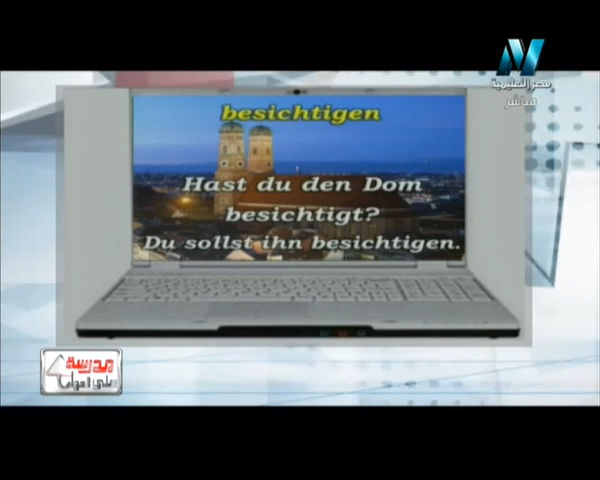 مصر التعليمية
مباشر
besichtigen
Hast du den Dom
besichtigt?
Du sollst ihn besichtigen.
مدرسة
على الهواء